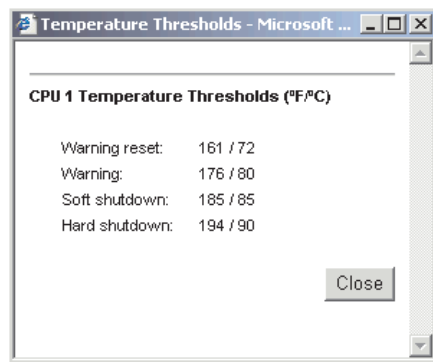 Temperature Thresholds - Microsoft ...
CPU 1 Temperature Thresholds (ºF/ºC)
Warning reset: 161 / 72
Warning: 176 / 80
Soft shutdown: 185 / 85
Hard shutdown: 194 / 90
Close